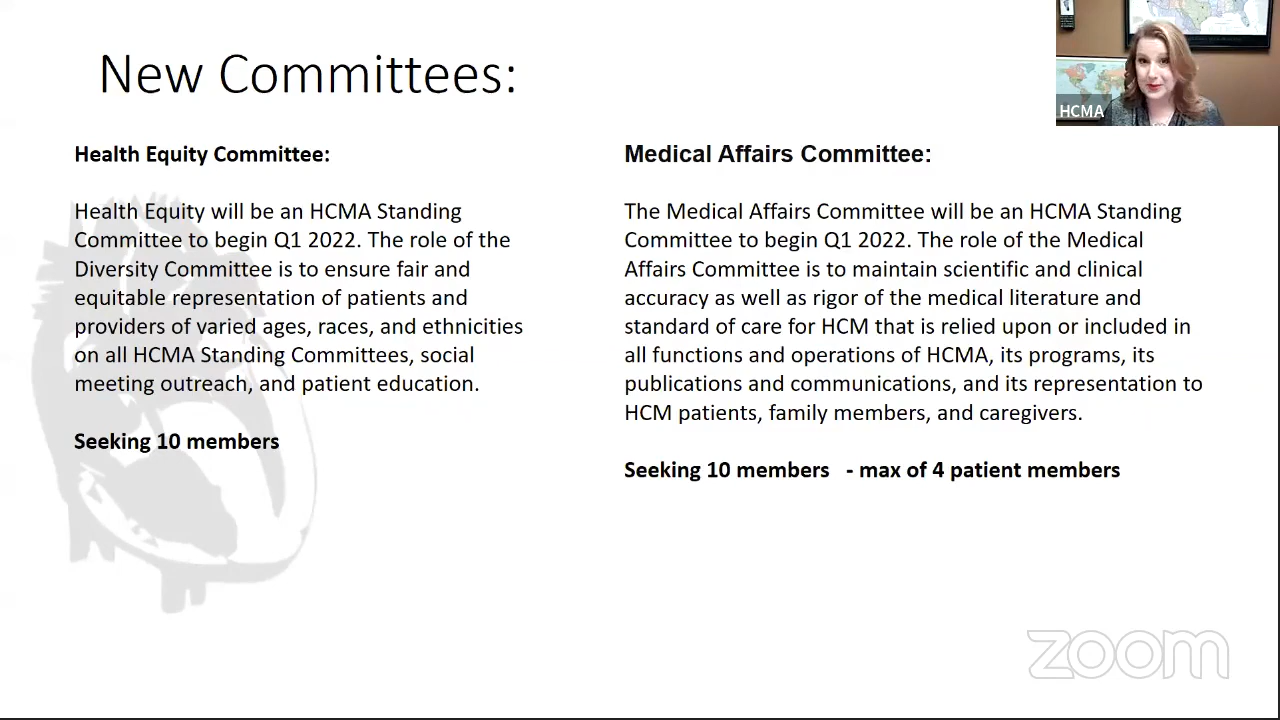 New Committees:
HCMA
Health Equity Committee:
Health Equity will be an HCMA Standing
Committee to begin Q1 2022. The role of the
Diversity Committee is to ensure fair and
equitable representation of patients and
providers of varied ages, races, and ethnicities
on all HCMA Standing Committees, social
meeting outreach, and patient education.
Seeking 10 members
Medical Affairs Committee:
The Medical Affairs Committee will be an HCMA Standing
Committee to begin Q1 2022. The role of the Medical
Affairs Committee is to maintain scientific and clinical
accuracy as well as rigor of the medical literature and
standard of care for HCM that is relied upon or included in
all functions and operations of HCMA, its programs, its
publications and communications, and its representation to
HCM patients, family members, and caregivers.
Seeking 10 members - max of 4 patient members
zoom